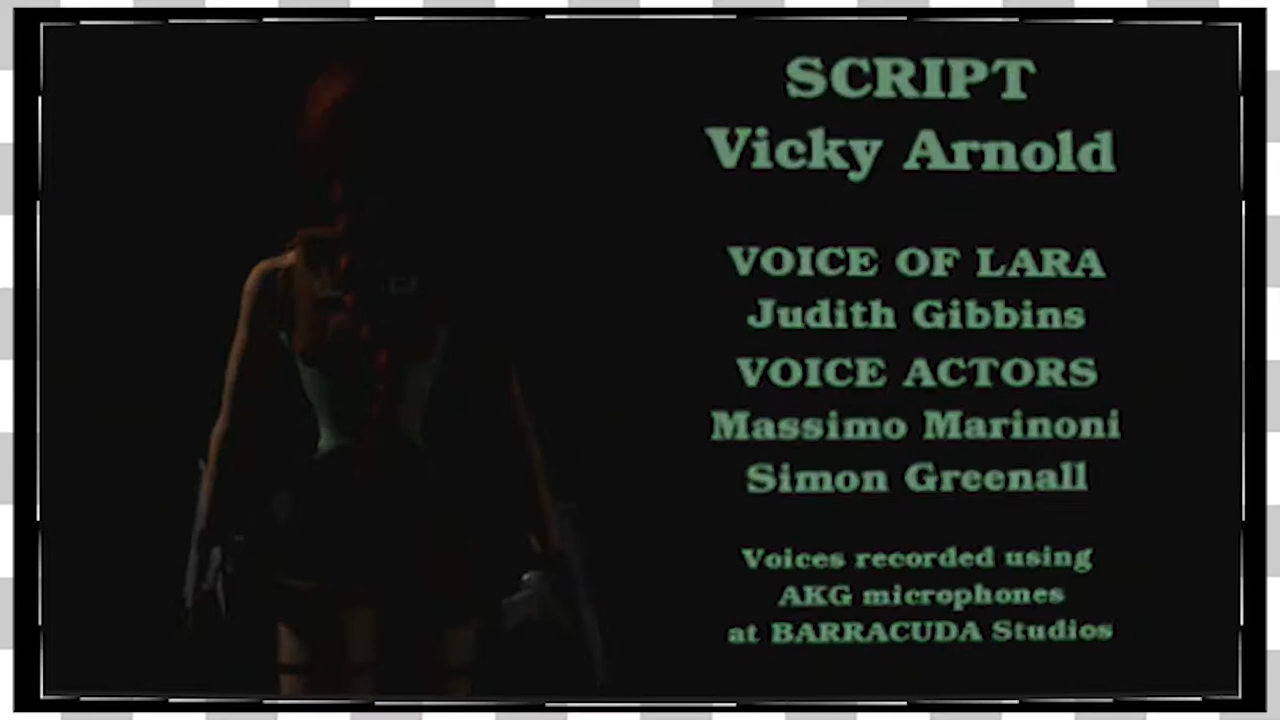 SCRIPT
Vicky Arnold
VOICE OF LARA
Judith Gibbins
VOICE ACTORS
Massimo Marinoni
Simon Greenall
Voices recorded using
AKG microphones
at BARRACUDA Studios